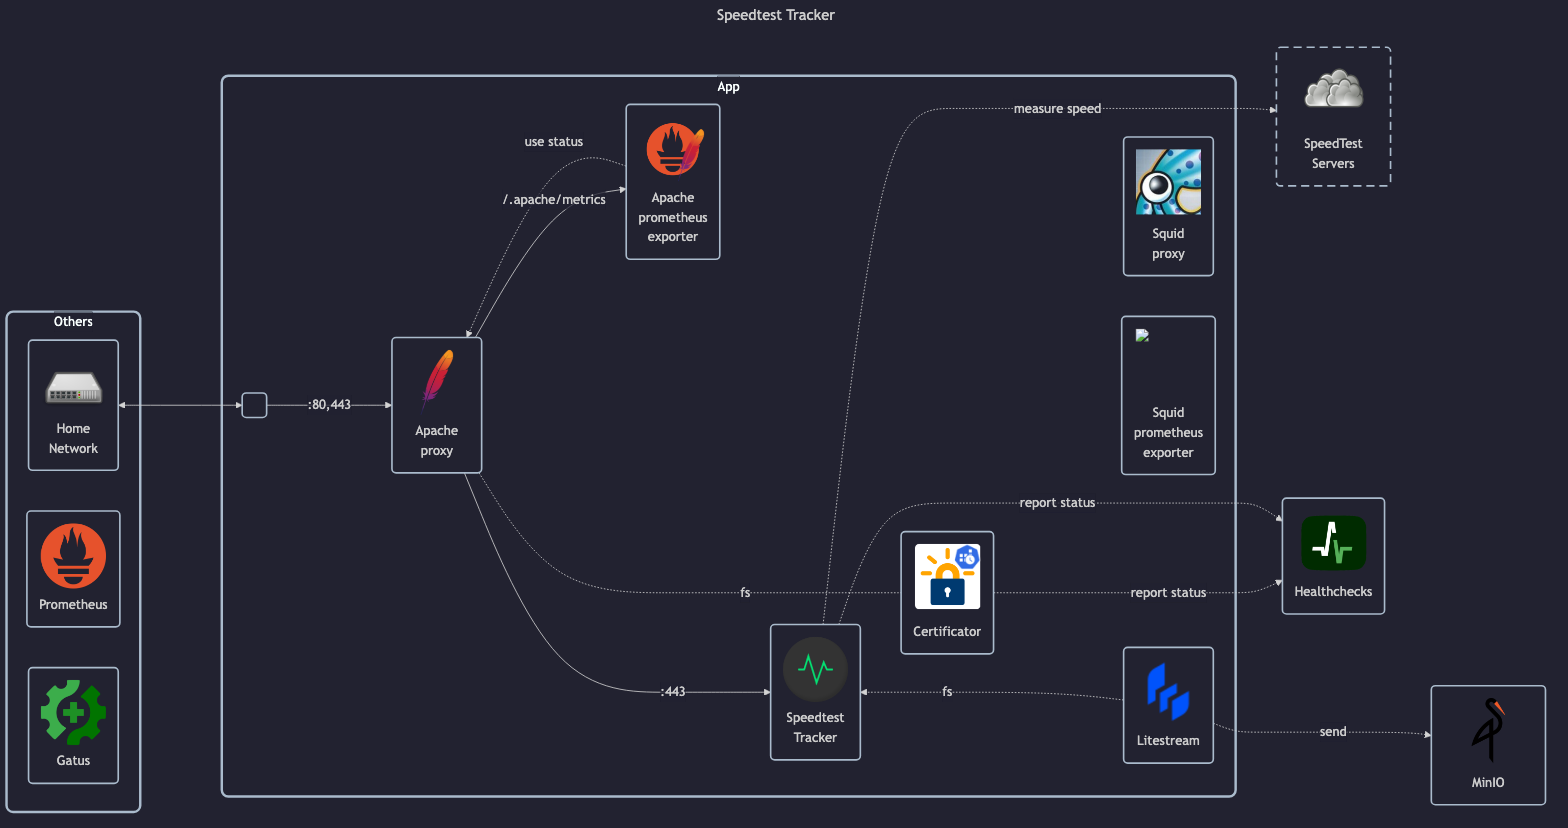 Speedtest Tracker
App
use status
/.apache/metrics
Apache
prometheus
exporter
measure speed
SpeedTest
Servers
Squid
proxy
Others
Home
Network
:80,443
Apache
proxy
Squid
prometheus
exporter
Prometheus
report status
fs
Certificator
report status
Healthchecks
Gatus
:443
Speedtest
Tracker
fs
Litestream
send
MinIO